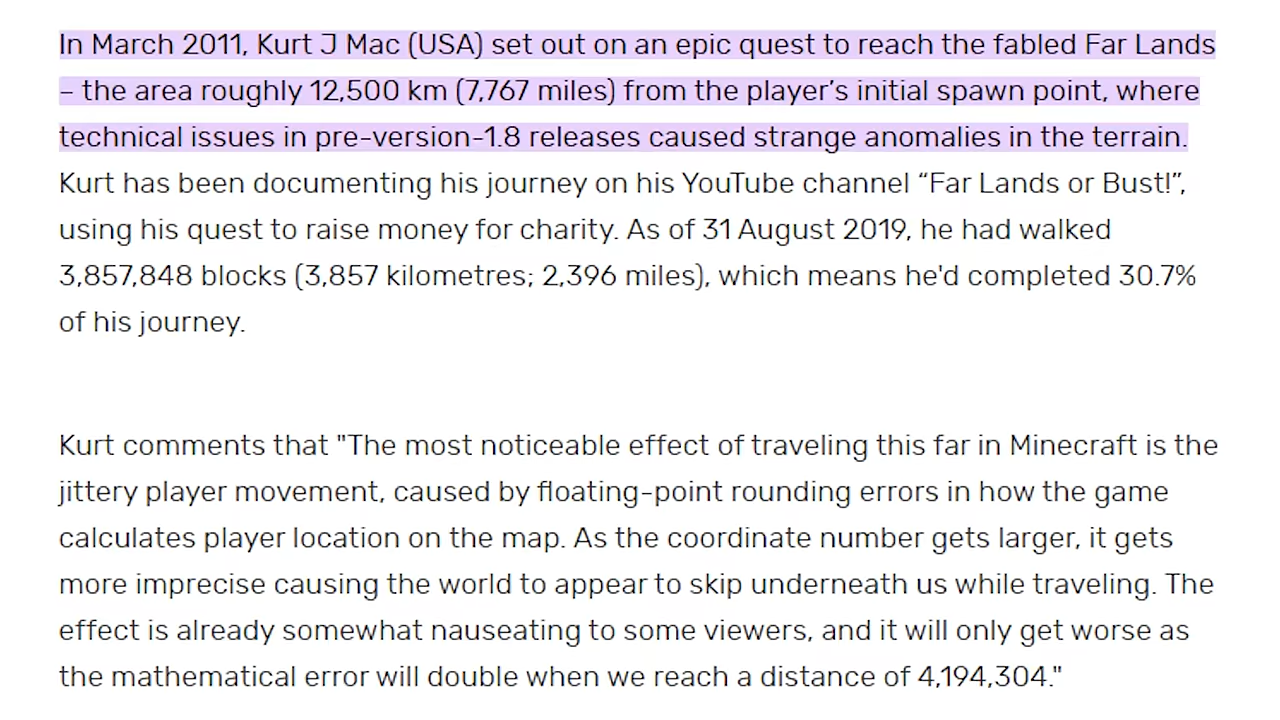 In March 2011, Kurt J Mac (USA) set out on an epic quest to reach the fabled Far Lands
– the area roughly 12,500 km (7,767 miles) from the player’s initial spawn point, where
technical issues in pre-version-1.8 releases caused strange anomalies in the terrain.
Kurt has been documenting his journey on his YouTube channel “Far Lands or Bust!”,
using his quest to raise money for charity. As of 31 August 2019, he had walked
3,857,848 blocks (3,857 kilometres; 2,396 miles), which means he'd completed 30.7%
of his journey.
Kurt comments that "The most noticeable effect of traveling this far in Minecraft is the
jittery player movement, caused by floating-point rounding errors in how the game
calculates player location on the map. As the coordinate number gets larger, it gets
more imprecise causing the world to appear to skip underneath us while traveling. The
effect is already somewhat nauseating to some viewers, and it will only get worse as
the mathematical error will double when we reach a distance of 4,194,304."